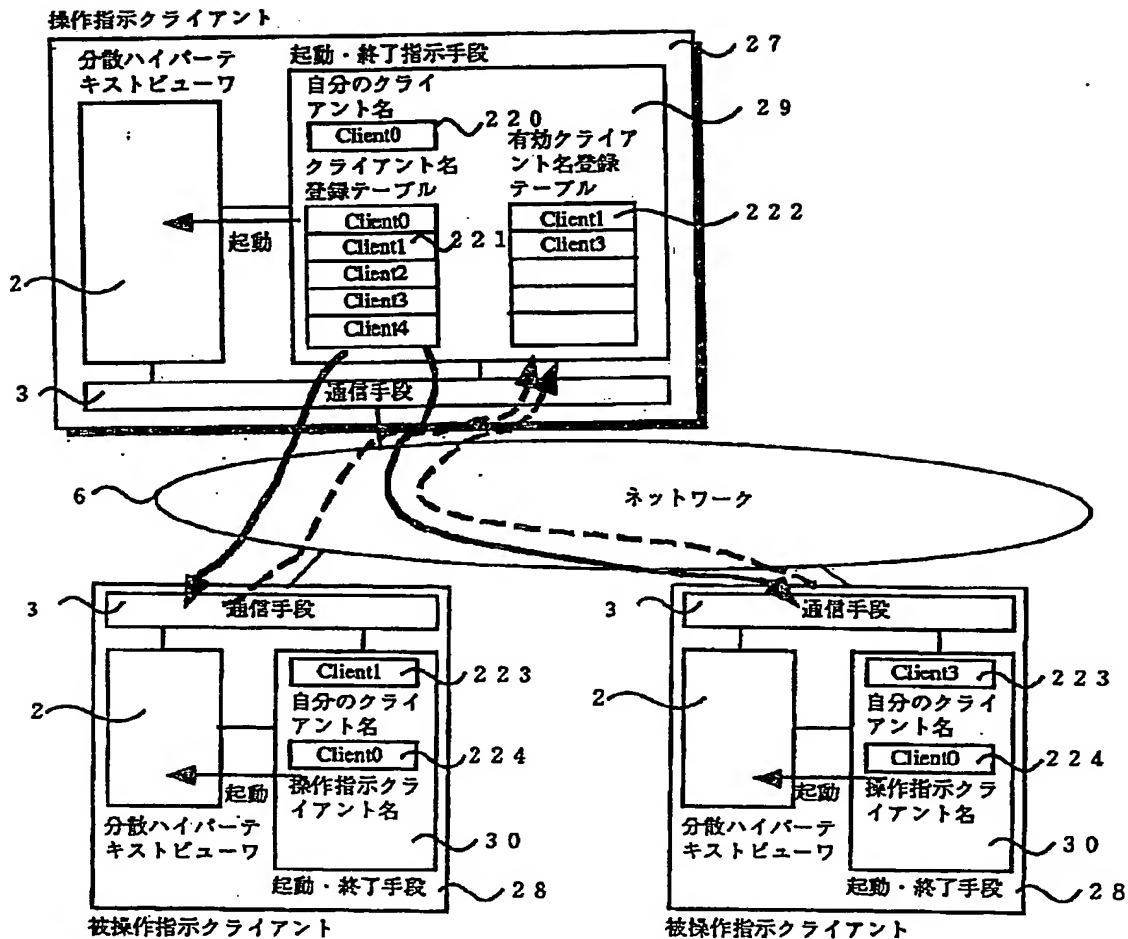 操作指示クライアント
27
分散ハイパーテ
キストビューワ
起動・終了指示手段
自分のクライ
アント名
29
220
Client0
有効クライア
ント名登録
テーブル
クライアント名
登録テーブル
Client0
Client1
222
起動
Client1
221
Client3
2
Client2
Client3
Client4
3
通信手段
6
ネットワーク
3
通信手段
Client1
223
2
自分のクライ
アント名
Client0
224
起動
操作指示クラ
イアント名
分散ハイパーテ
キストビューワ
30
起動・終了手段
28
被操作指示クライアント
3
通信手段
Client3
223
2
自分のクライ
アント名
Client0
224
起動
操作指示クラ
イアント名
分散ハイパーテ
キストビューワ
30
起動・終了手段
28
被操作指示クライアント